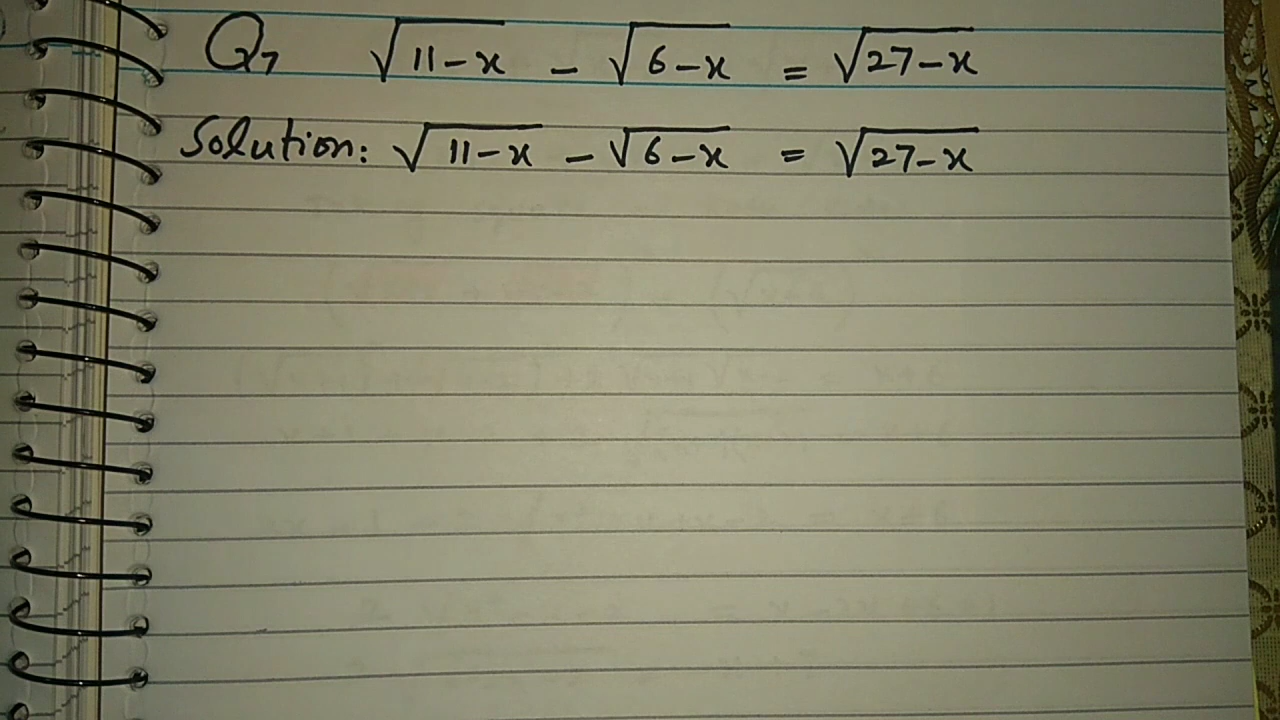 Q7 √11-x - √6-x = √27-x
Solution: √11-x - √6-x = √27-x